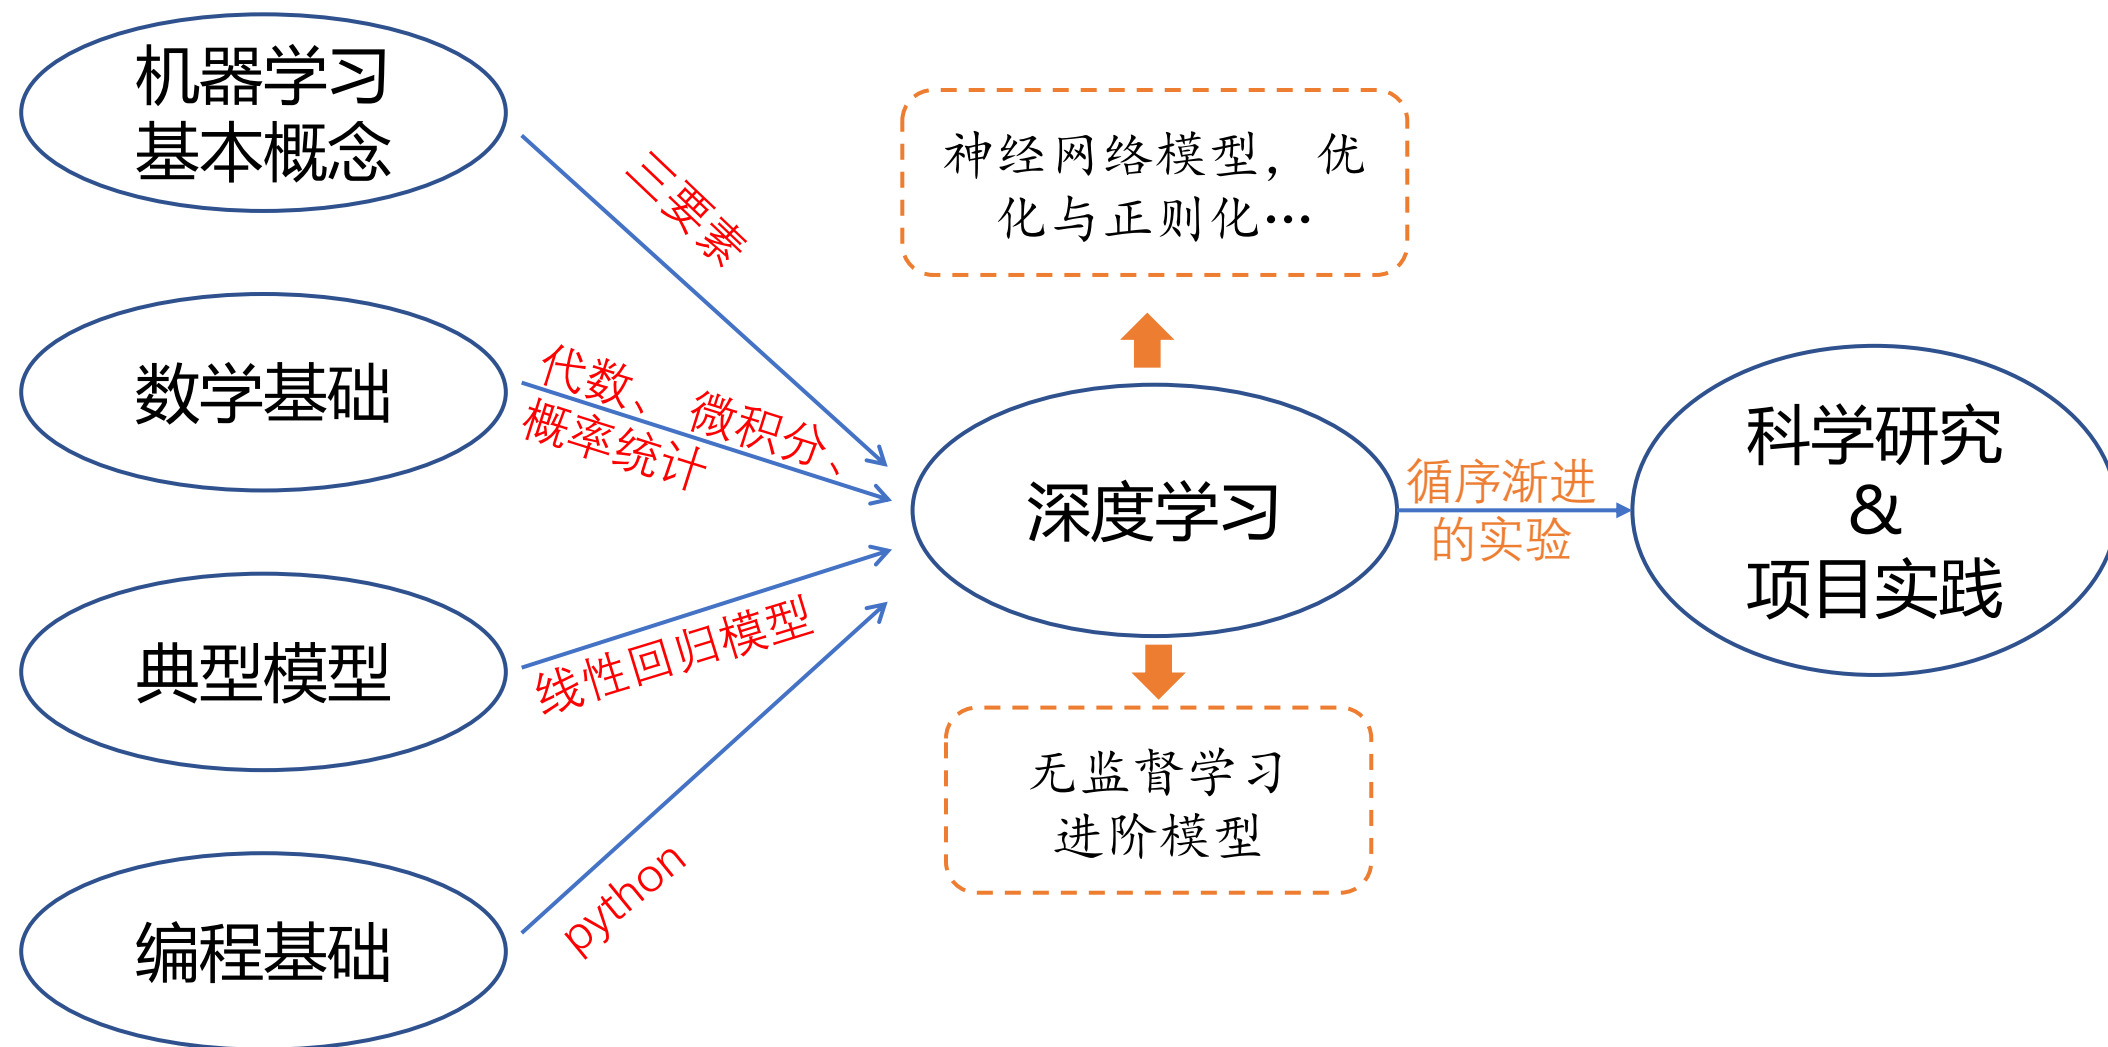 机器学习
基本概念
三要素
数学基础
代数、 微积分、
概率统计
典型模型
线性回归模型
编程基础
python
神经网络模型，优
化与正则化…
深度学习
无监督学习
进阶模型
循序渐进
的实验
科学研究
&
项目实践